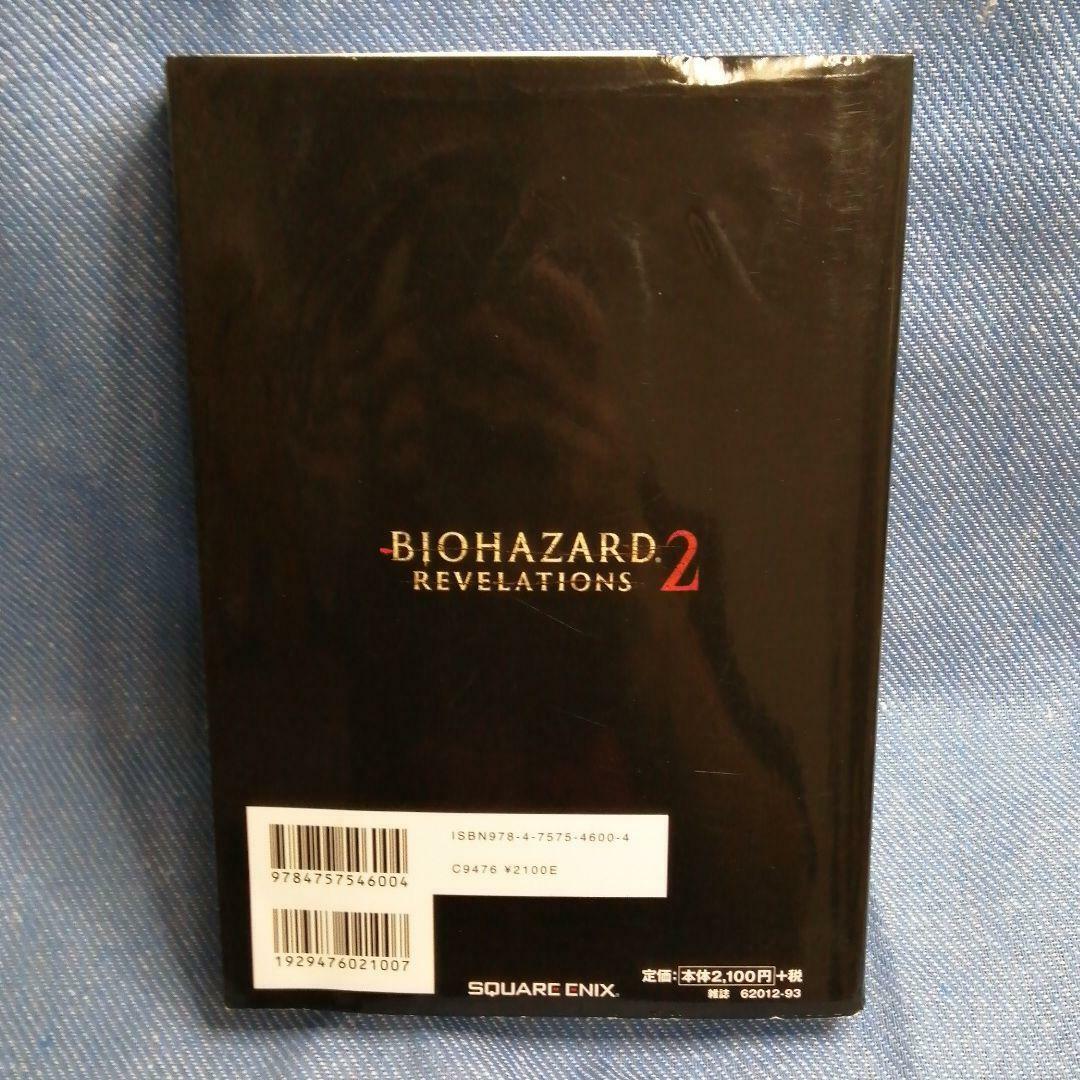 BIOHAZARD® 2
REVELATIONS
ISBN978-4-7575-4600-4
C9476 ¥2100E
9784757546004
1929476021007
SQUARE ENIX.
定価:本体2,100円+税
雑誌 62012-93